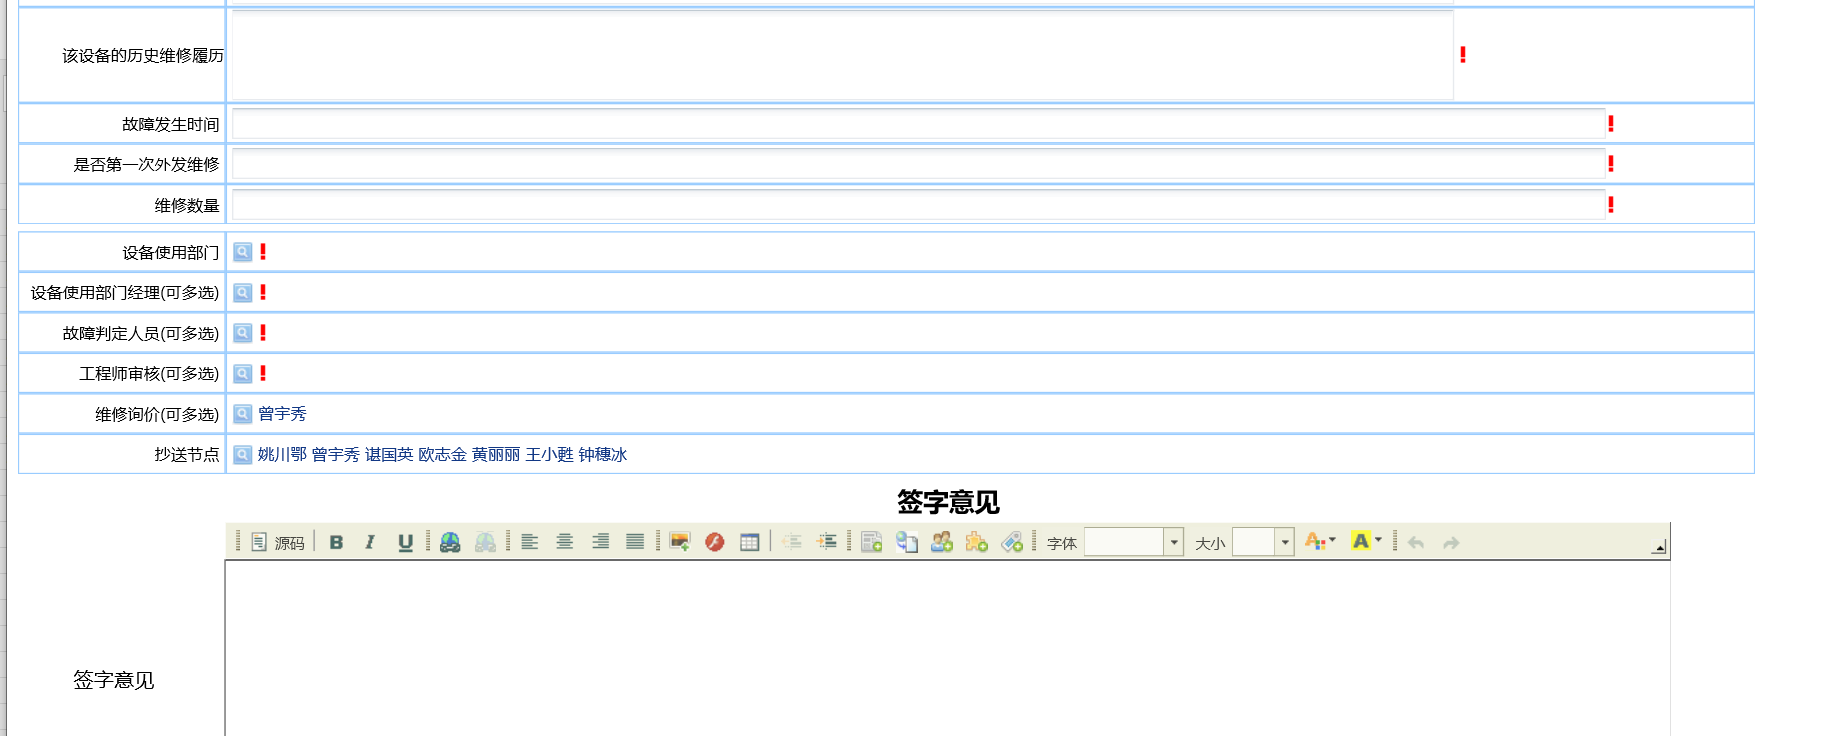 该设备的历史维修履历
故障发生时间
是否第一次外发维修
维修数量
设备使用部门
设备使用部门经理(可多选)
故障判定人员(可多选)
工程师审核(可多选)
维修询价(可多选) 曾宇秀
抄送节点 姚川鄂 曾宇秀 谌国英 欧志金 黄丽丽 王小甦 钟穗冰
签字意见
源码 B I U 字体 大小 A A
签字意见